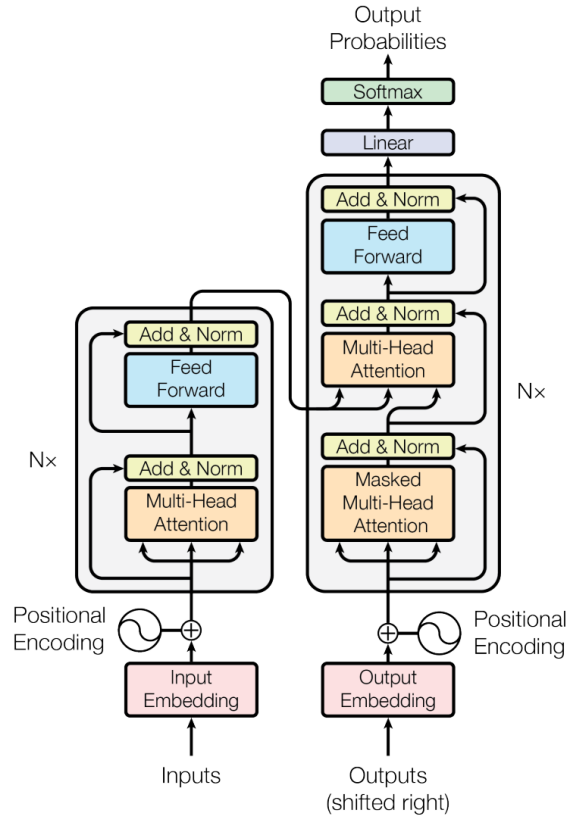 Output
Probabilities
Softmax
Linear
Add & Norm
Feed
Forward
Add & Norm
Multi-Head
Attention
Add & Norm
Masked
Multi-Head
Attention
N×
Add & Norm
Feed
Forward
Add & Norm
Multi-Head
Attention
N×
Positional
Encoding
Positional
Encoding
Input
Embedding
Output
Embedding
Inputs
Outputs
(shifted right)